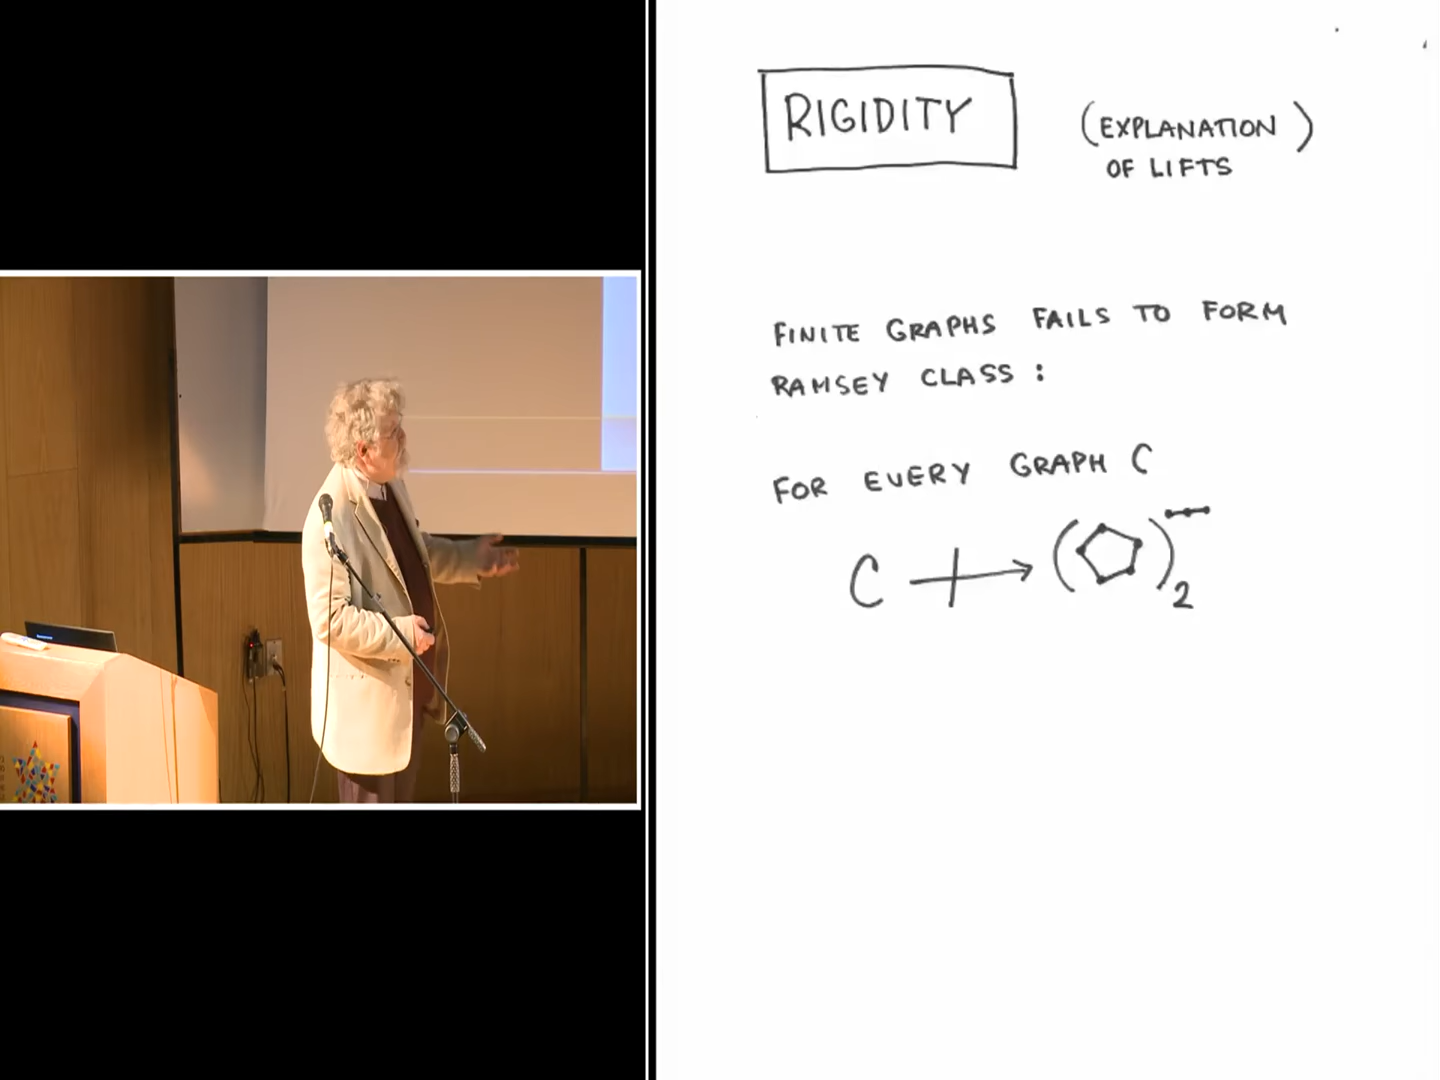 RIGIDITY
(EXPLANATION)
OF LIFTS
FINITE GRAPHS FAILS TO FORM
RAMSEY CLASS :
FOR EVERY GRAPH C
C ↛ (⬠)₂